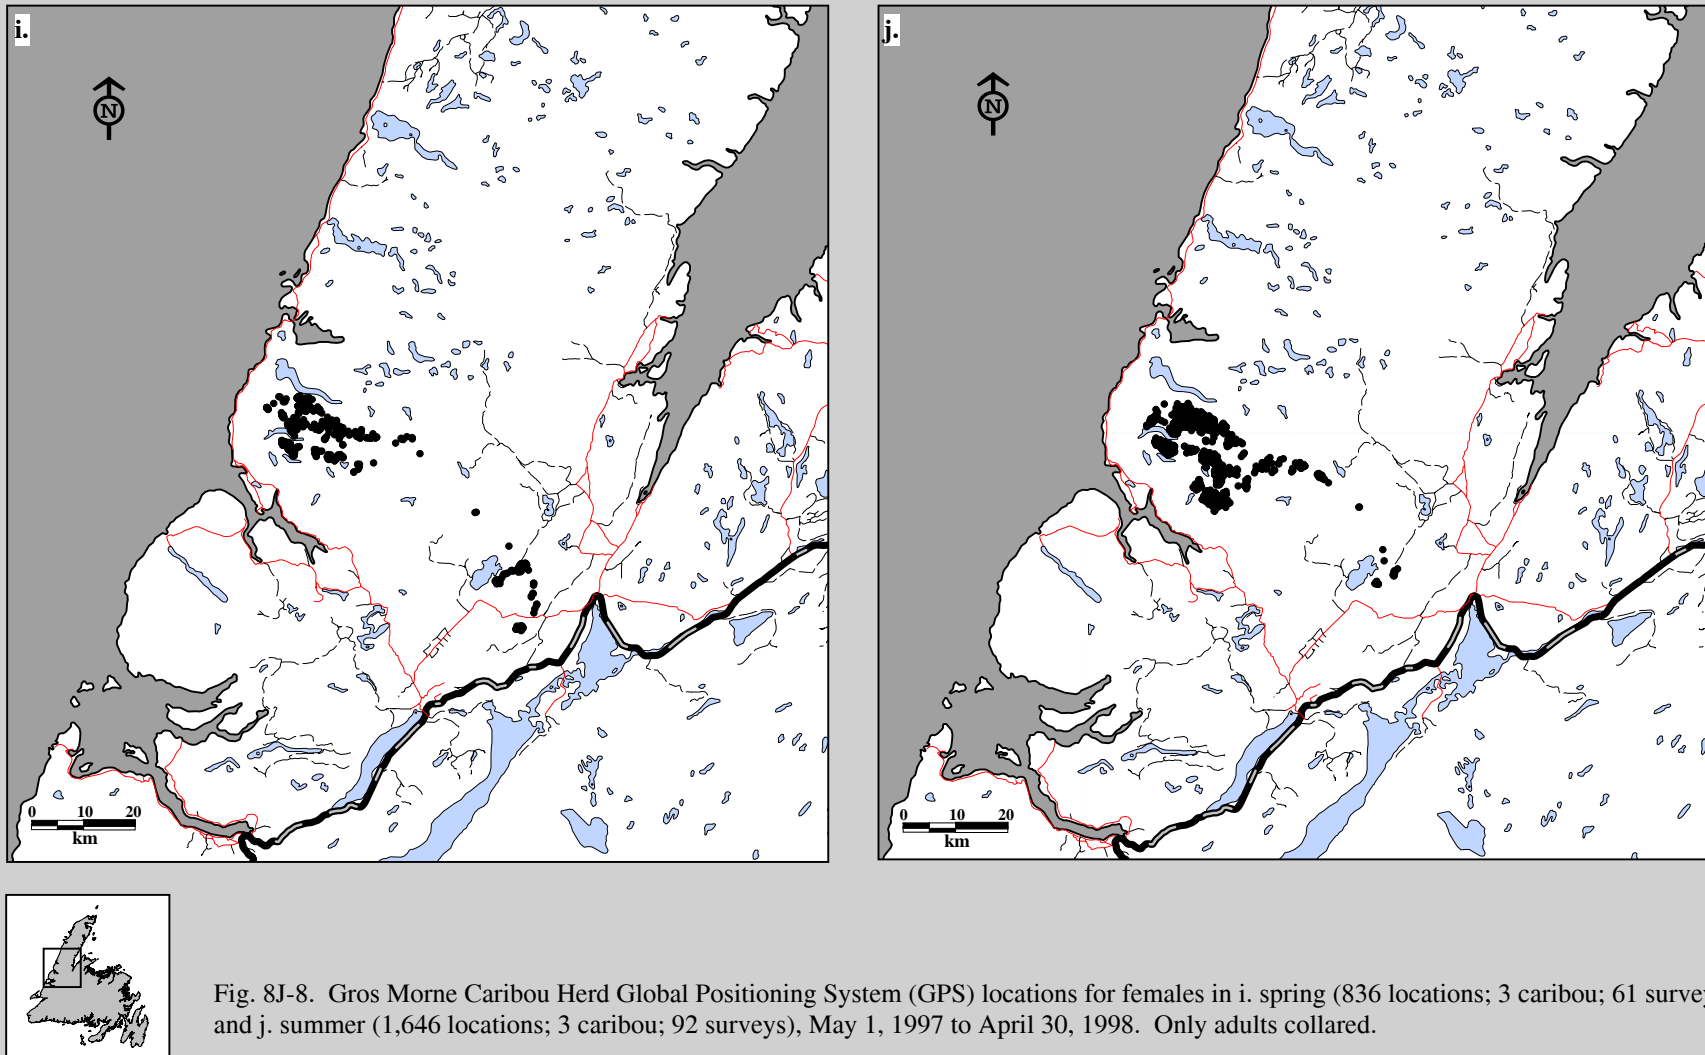 i.
N
0 10 20
km
j.
N
0 10 20
km
Fig. 8J-8. Gros Morne Caribou Herd Global Positioning System (GPS) locations for females in i. spring (836 locations; 3 caribou; 61
and j. summer (1,646 locations; 3 caribou; 92 surveys), May 1, 1997 to April 30, 1998. Only adults collared.